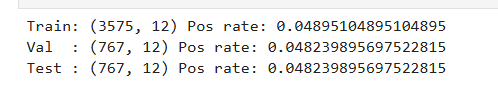 Train: (3575, 12) Pos rate: 0.04895104895104895
Val  : (767, 12) Pos rate: 0.048239895697522815
Test : (767, 12) Pos rate: 0.048239895697522815